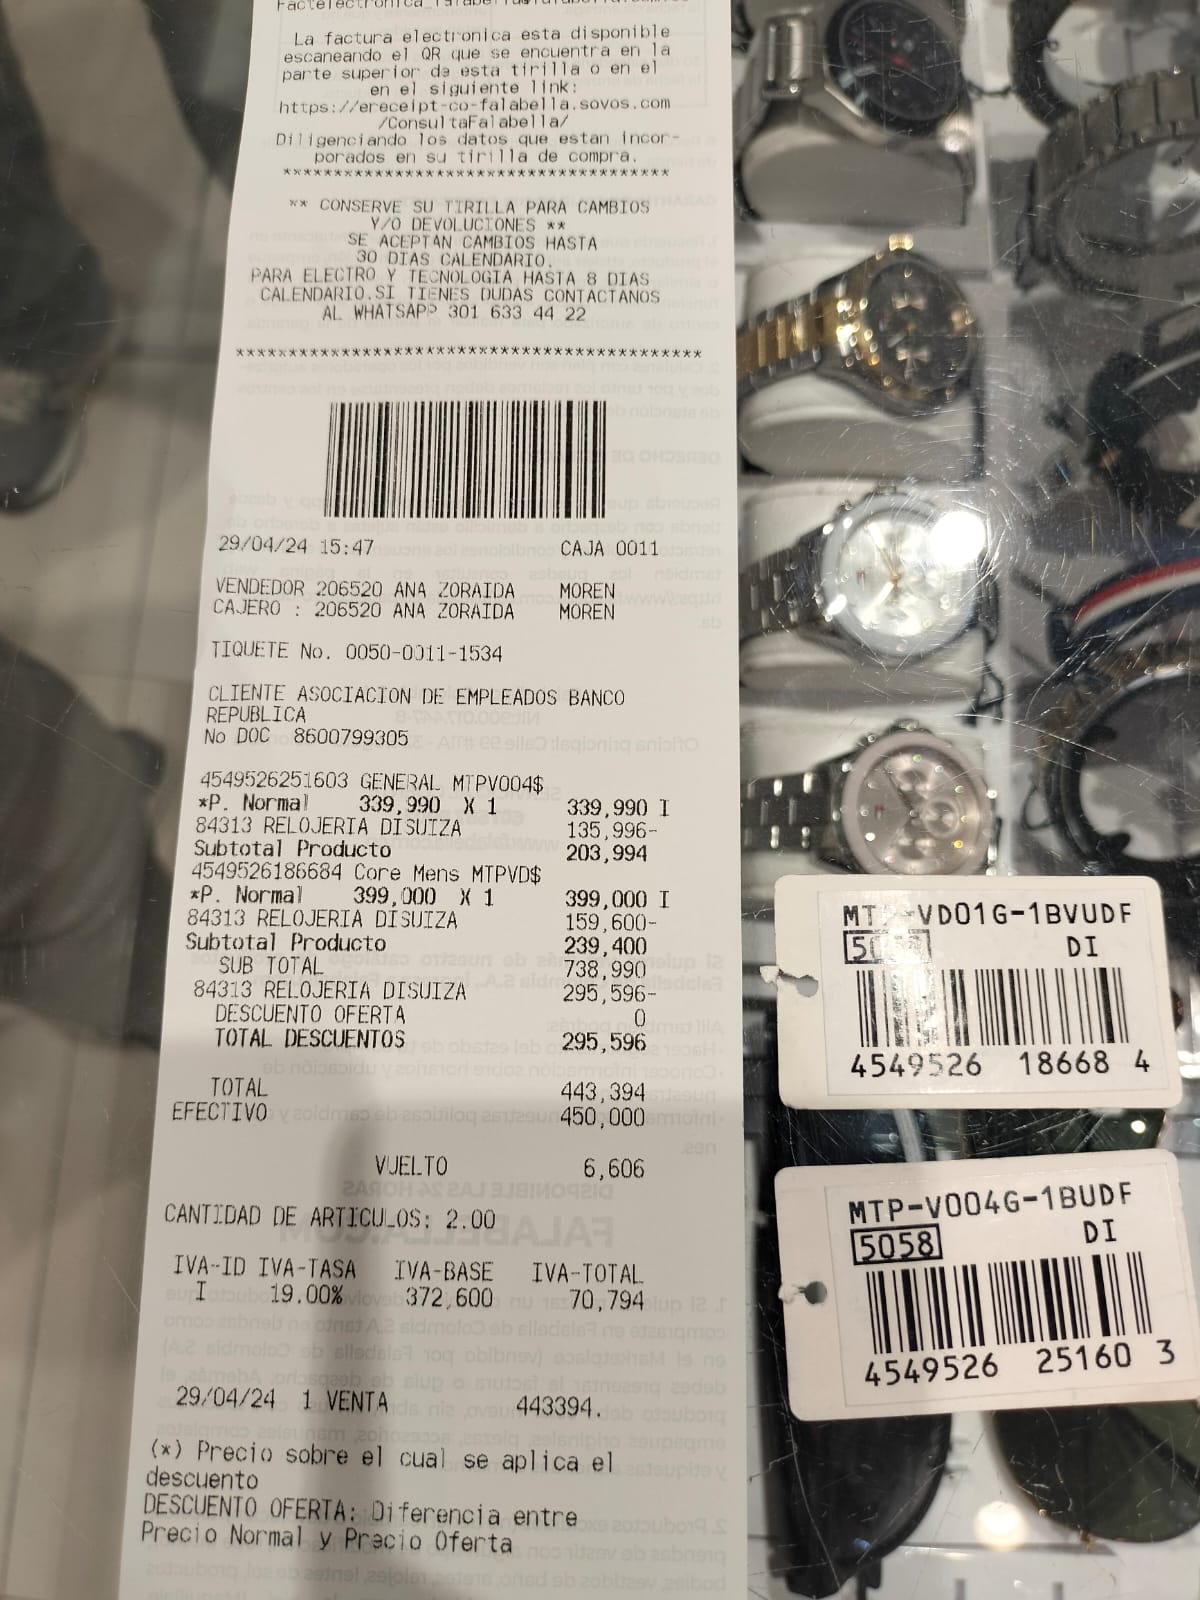 La factura electronica esta disponible
escaneando el QR que se encuentra en la
parte superior de esta tirilla o en el
en el siguiente link:
https://ereceipt-co-falabella.sovos.com
/ConsultaFalabella/
Diligenciando los datos que estan incor-
porados en su tirilla de compra.
*****************************************
** CONSERVE SU TIRILLA PARA CAMBIOS
Y/O DEVOLUCIONES **
SE ACEPTAN CAMBIOS HASTA
30 DIAS CALENDARIO.
PARA ELECTRO Y TECNOLOGIA HASTA 8 DIAS
CALENDARIO.SI TIENES DUDAS CONTACTANOS
AL WHATSAPP 301 633 44 22
*****************************************
29/04/24 15:47 CAJA 0011
VENDEDOR 206520 ANA ZORAIDA MOREN
CAJERO : 206520 ANA ZORAIDA MOREN
TIQUETE No. 0050-0011-1534
CLIENTE ASOCIACION DE EMPLEADOS BANCO
REPUBLICA
No DOC 8600799305
4549526251603 GENERAL MTPV004$
*P. Normal 339,990 X 1 339,990 I
84313 RELOJERIA DISUIZA 135,996-
Subtotal Producto 203,994
4549526186684 Core Mens MTPVD$
*P. Normal 399,000 X 1 399,000 I
84313 RELOJERIA DISUIZA 159,600-
Subtotal Producto 239,400
SUB TOTAL 738,990
84313 RELOJERIA DISUIZA 295,596-
DESCUENTO OFERTA 0
TOTAL DESCUENTOS 295,596
TOTAL 443,394
EFECTIVO 450,000
VUELTO 6,606
CANTIDAD DE ARTICULOS: 2.00
IVA-ID IVA-TASA IVA-BASE IVA-TOTAL
I 19.00% 372,600 70,794
29/04/24 1 VENTA 443394.
(*) Precio sobre el cual se aplica el
descuento
DESCUENTO OFERTA: Diferencia entre
Precio Normal y Precio Oferta
MTP-VD01G-1BVUDF
DI
4549526 18668 4
MTP-V004G-1BUDF
5058 DI
4549526 25160 3